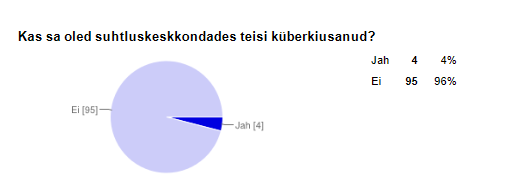 Kas sa oled suhtluskeskkondades teisi küberkiusanud?
Jah 4 4%
Ei 95 96%
Ei [95]
Jah [4]